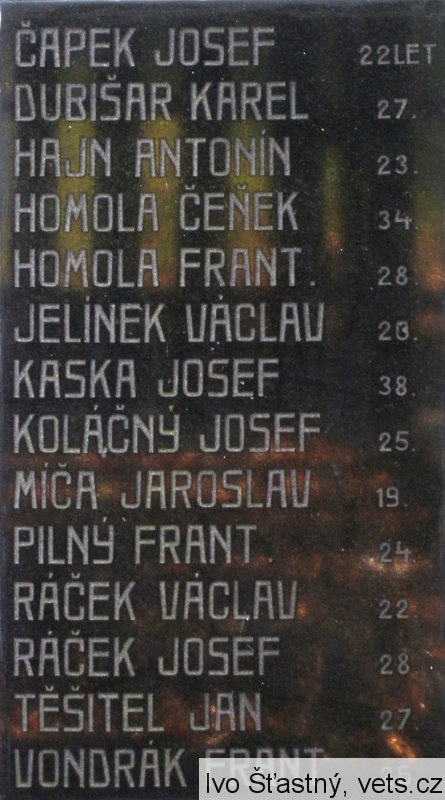 ČAPEK JOSEF 22LET
DUBIŠAR KAREL 27.
HAJN ANTONÍN 23.
HOMOLA ČEŇEK 34.
HOMOLA FRANT. 28.
JELÍNEK VÁCLAV
KASKA JOSEF 38.
KOLÁČNÝ JOSEF 25.
MÍČA JAROSLAV 19.
PILNÝ FRANT. 24.
RÁČEK VÁCLAV 22.
RÁČEK JOSEF 28.
TĚŠITEL JAN 27.
VONDRÁK FRANT.
Ivo Šťastný, vets.cz